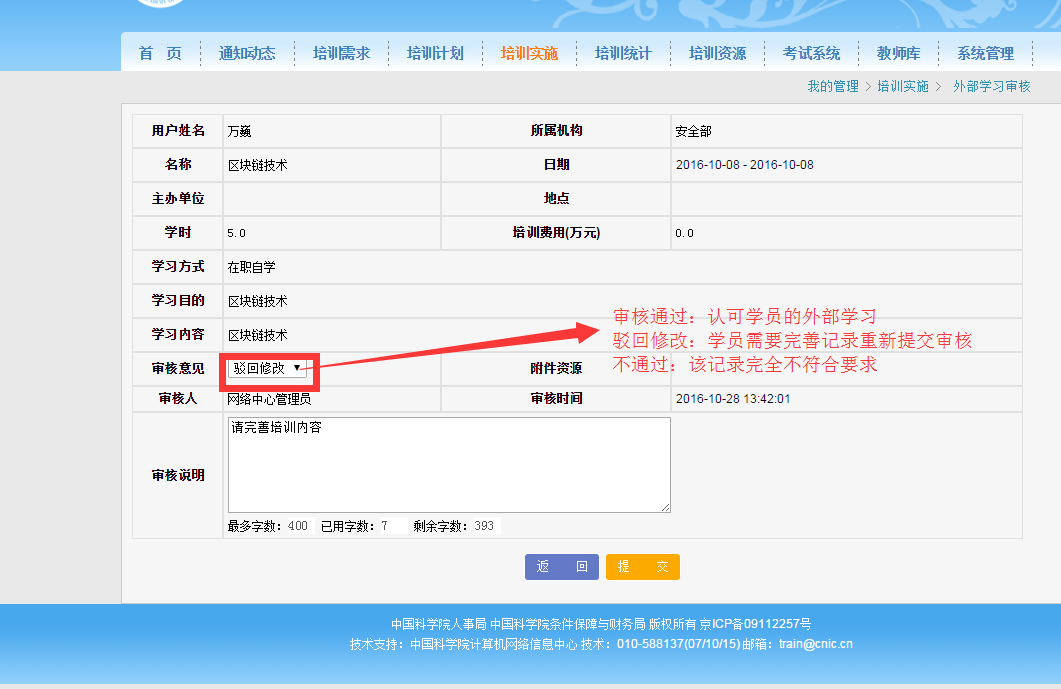 首 页 通知动态 培训需求 培训计划 培训实施 培训统计 培训资源 考试系统 教师库 系统管理
我的管理 > 培训实施 > 外部学习审核
用户姓名 万巍 所属机构 安全部
名称 区块链技术 日期 2016-10-08 - 2016-10-08
主办单位 地点
学时 5.0 培训费用(万元) 0.0
学习方式 在职自学
学习目的 区块链技术
学习内容 区块链技术
审核通过：认可学员的外部学习
驳回修改：学员需要完善记录重新提交审核
不通过：该记录完全不符合要求
审核意见 驳回修改 附件资源
审核人 网络中心管理员 审核时间 2016-10-28 13:42:01
审核说明 请完善培训内容
最多字数：400 已用字数：7 剩余字数：393
返 回 提 交
中国科学院人事局 中国科学院条件保障与财务局 版权所有 京ICP备09112257号
技术支持：中国科学院计算机网络信息中心 技术：010-588137(07/10/15) 邮箱：train@cnic.cn